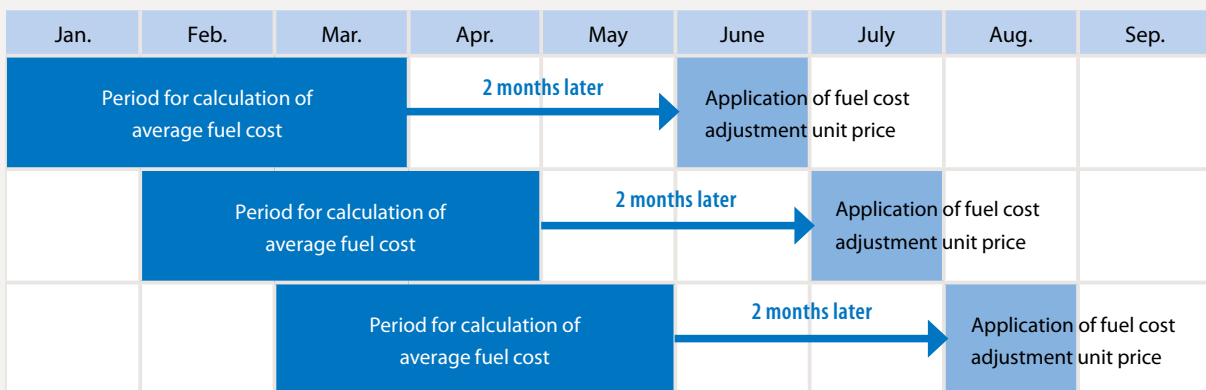 Jan. Feb. Mar. Apr. May June July Aug. Sep.
Period for calculation of
average fuel cost
2 months later
Application of fuel cost
adjustment unit price
Period for calculation of
average fuel cost
2 months later
Application of fuel cost
adjustment unit price
Period for calculation of
average fuel cost
2 months later
Application of fuel cost
adjustment unit price